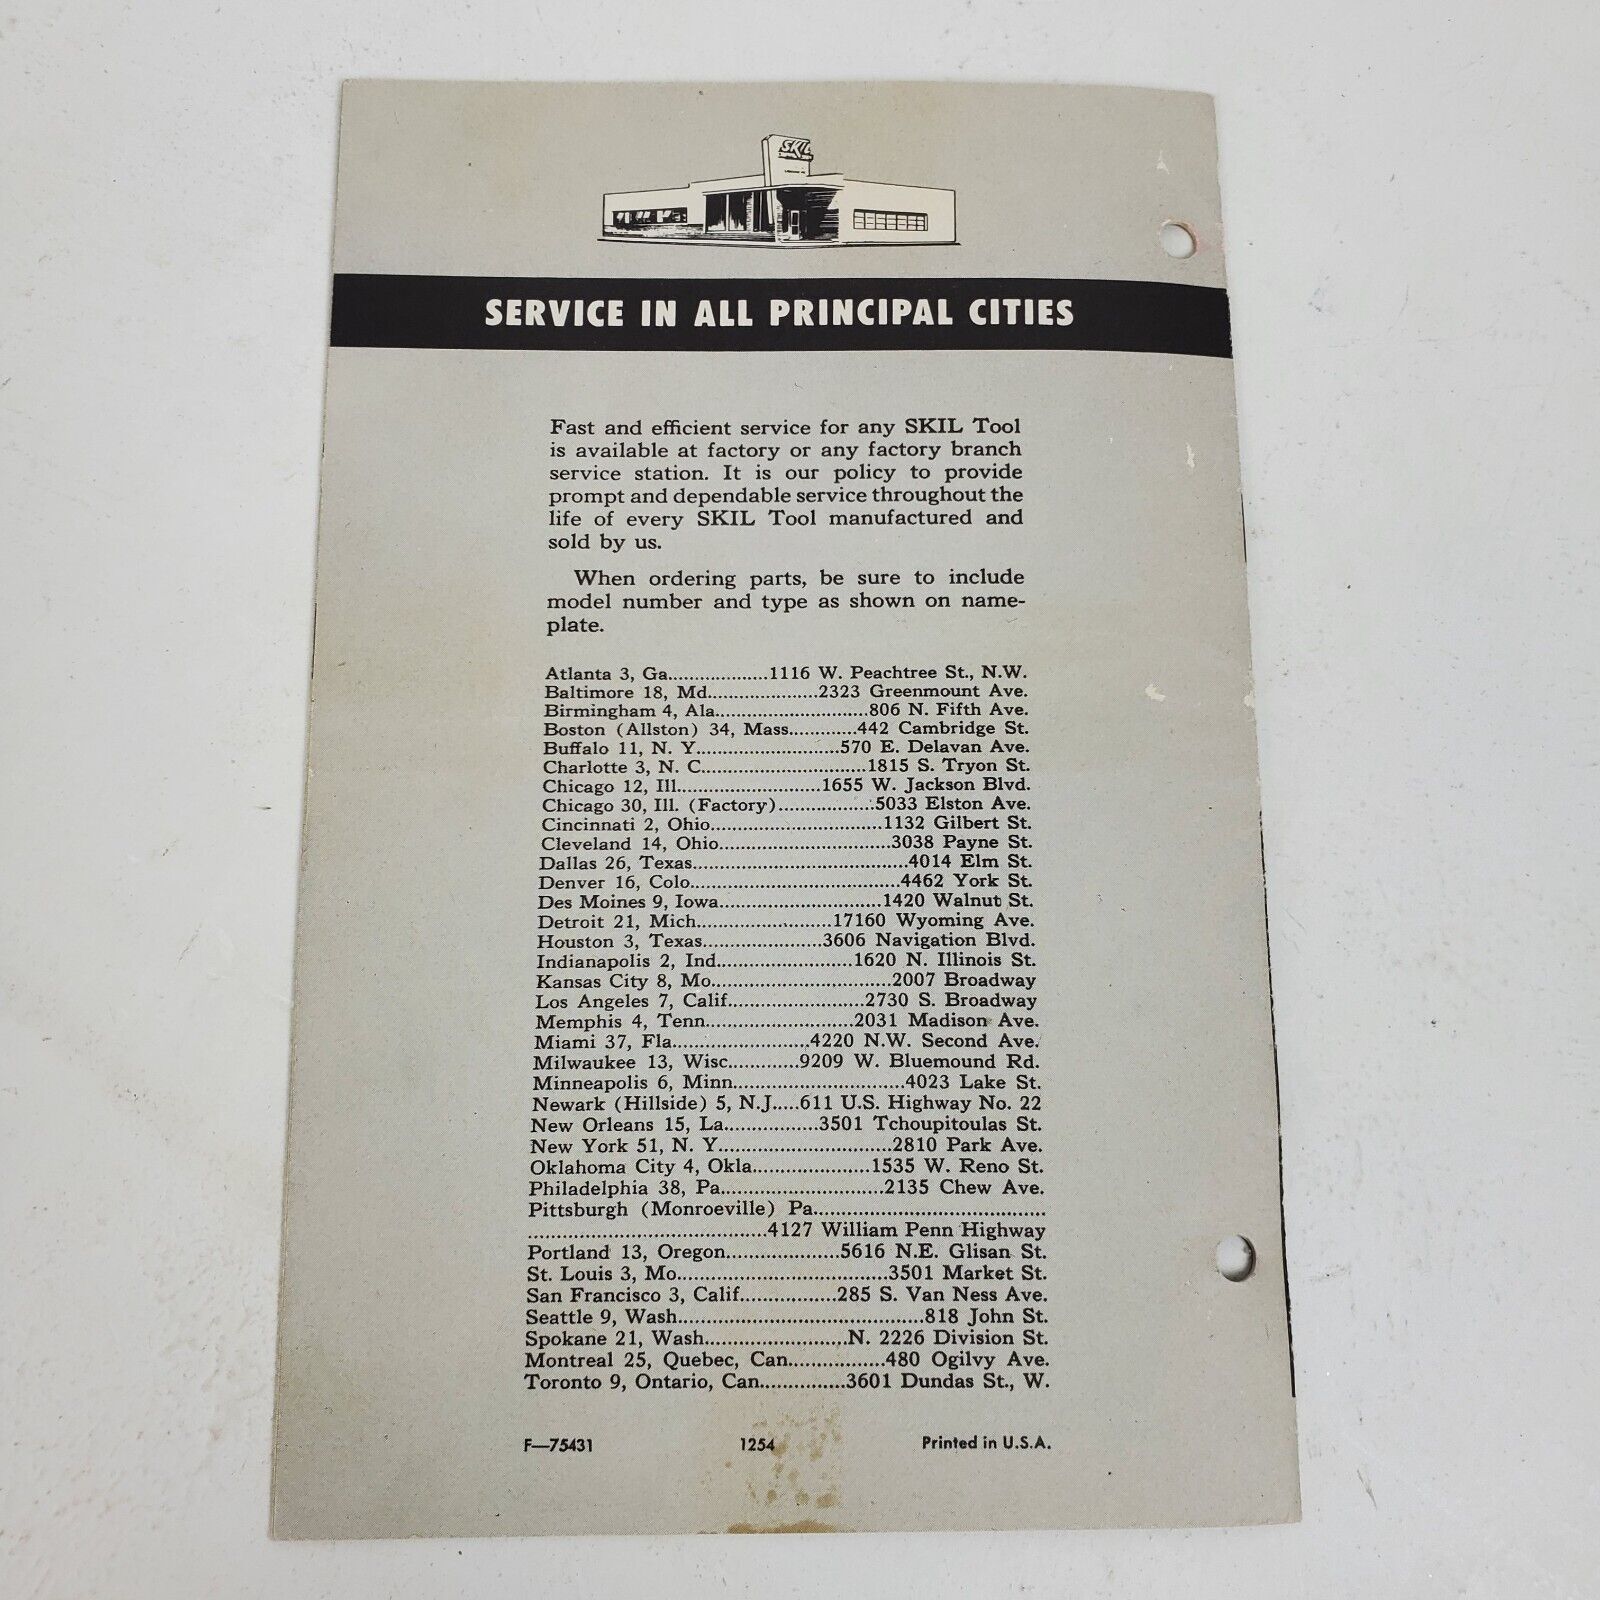 SKIL
SERVICE IN ALL PRINCIPAL CITIES
Fast and efficient service for any SKIL Tool
is available at factory or any factory branch
service station. It is our policy to provide
prompt and dependable service throughout the
life of every SKIL Tool manufactured and
sold by us.
When ordering parts, be sure to include
model number and type as shown on name-
plate.
Atlanta 3, Ga...................1116 W. Peachtree St., N.W.
Baltimore 18, Md.....................2323 Greenmount Ave.
Birmingham 4, Ala.............................806 N. Fifth Ave.
Boston (Allston) 34, Mass.............442 Cambridge St.
Buffalo 11, N. Y...........................570 E. Delavan Ave.
Charlotte 3, N. C...............................1815 S. Tryon St.
Chicago 12, Ill...........................1655 W. Jackson Blvd.
Chicago 30, Ill. (Factory)..................5033 Elston Ave.
Cincinnati 2, Ohio.................................1132 Gilbert St.
Cleveland 14, Ohio.................................3038 Payne St.
Dallas 26, Texas.........................................4014 Elm St.
Denver 16, Colo........................................4462 York St.
Des Moines 9, Iowa...............................1420 Walnut St.
Detroit 21, Mich..........................17160 Wyoming Ave.
Houston 3, Texas.......................3606 Navigation Blvd.
Indianapolis 2, Ind.........................1620 N. Illinois St.
Kansas City 8, Mo..................................2007 Broadway
Los Angeles 7, Calif..........................2730 S. Broadway
Memphis 4, Tenn............................2031 Madison Ave.
Miami 37, Fla..........................4220 N.W. Second Ave.
Milwaukee 13, Wisc.............9209 W. Bluemound Rd.
Minneapolis 6, Minn................................4023 Lake St.
Newark (Hillside) 5, N.J.....611 U.S. Highway No. 22
New Orleans 15, La..................3501 Tchoupitoulas St.
New York 51, N. Y.................................2810 Park Ave.
Oklahoma City 4, Okla......................1535 W. Reno St.
Philadelphia 38, Pa...............................2135 Chew Ave.
Pittsburgh (Monroeville) Pa............................................
..............................................4127 William Penn Highway
Portland 13, Oregon......................5616 N.E. Glisan St.
St. Louis 3, Mo........................................3501 Market St.
San Francisco 3, Calif..................285 S. Van Ness Ave.
Seattle 9, Wash...............................................818 John St.
Spokane 21, Wash...........................N. 2226 Division St.
Montreal 25, Quebec, Can..................480 Ogilvy Ave.
Toronto 9, Ontario, Can................3601 Dundas St., W.
F—75431 1254 Printed in U.S.A.